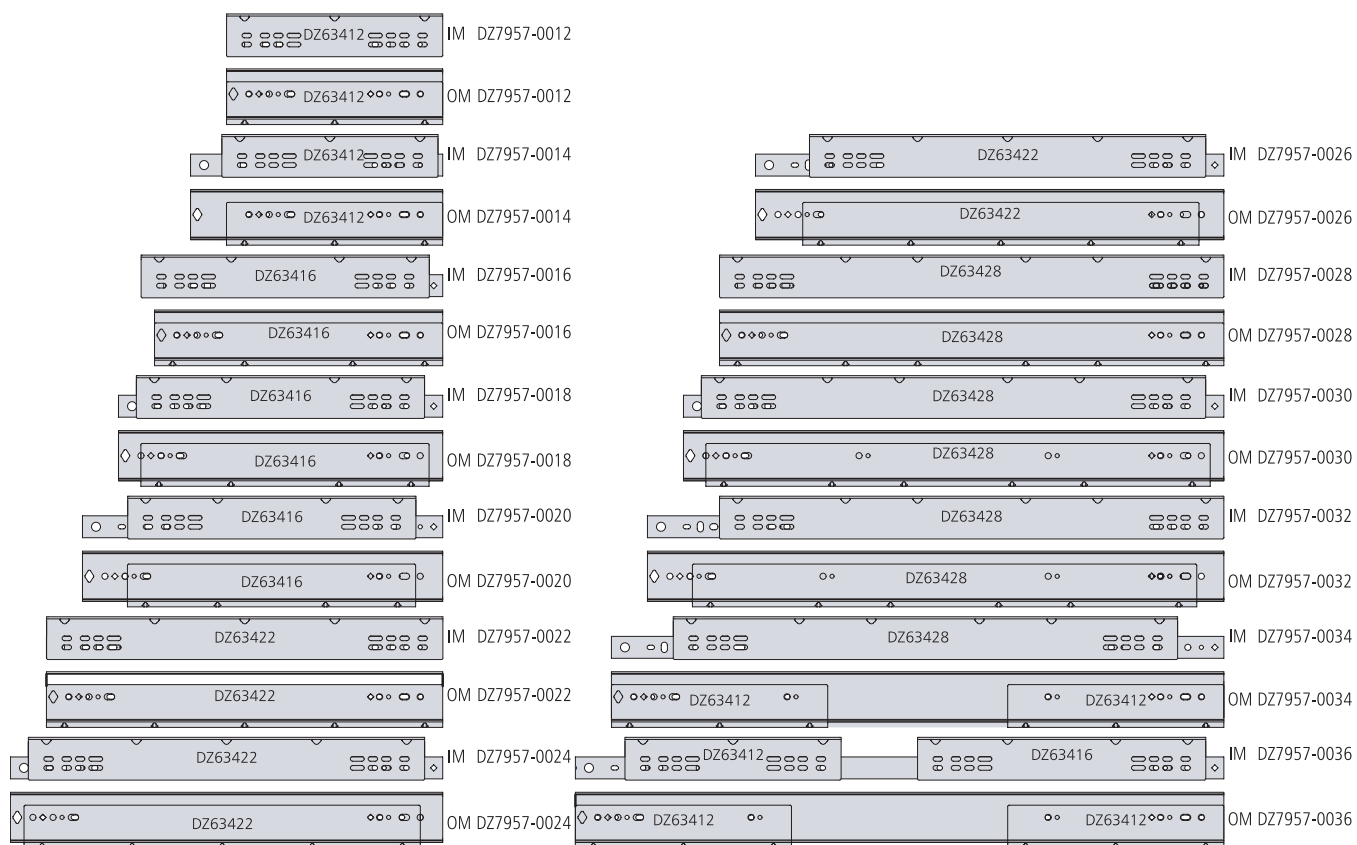 DZ63412 IM DZ7957-0012
DZ63412 OM DZ7957-0012
DZ63412 IM DZ7957-0014
DZ63412 OM DZ7957-0014
DZ63416 IM DZ7957-0016
DZ63416 OM DZ7957-0016
DZ63416 IM DZ7957-0018
DZ63416 OM DZ7957-0018
DZ63416 IM DZ7957-0020
DZ63416 OM DZ7957-0020
DZ63422 IM DZ7957-0022
DZ63422 OM DZ7957-0022
DZ63422 IM DZ7957-0024
DZ63422 OM DZ7957-0024
DZ63422 IM DZ7957-0026
DZ63422 OM DZ7957-0026
DZ63428 IM DZ7957-0028
DZ63428 OM DZ7957-0028
DZ63428 IM DZ7957-0030
DZ63428 OM DZ7957-0030
DZ63428 IM DZ7957-0032
DZ63428 OM DZ7957-0032
DZ63428 IM DZ7957-0034
DZ63412 DZ63412 OM DZ7957-0034
DZ63412 DZ63416 IM DZ7957-0036
DZ63412 DZ63412 OM DZ7957-0036